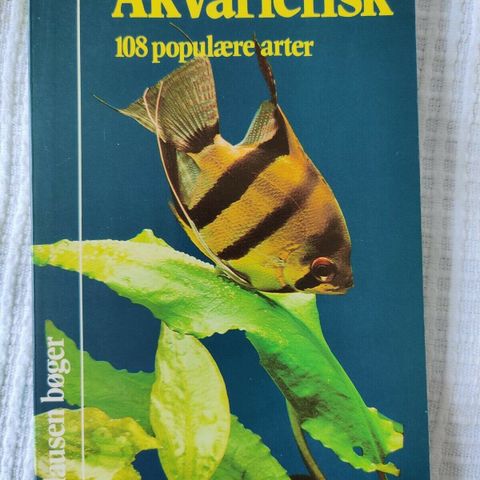 Akvariefisk
108 populære arter
lausen bøger